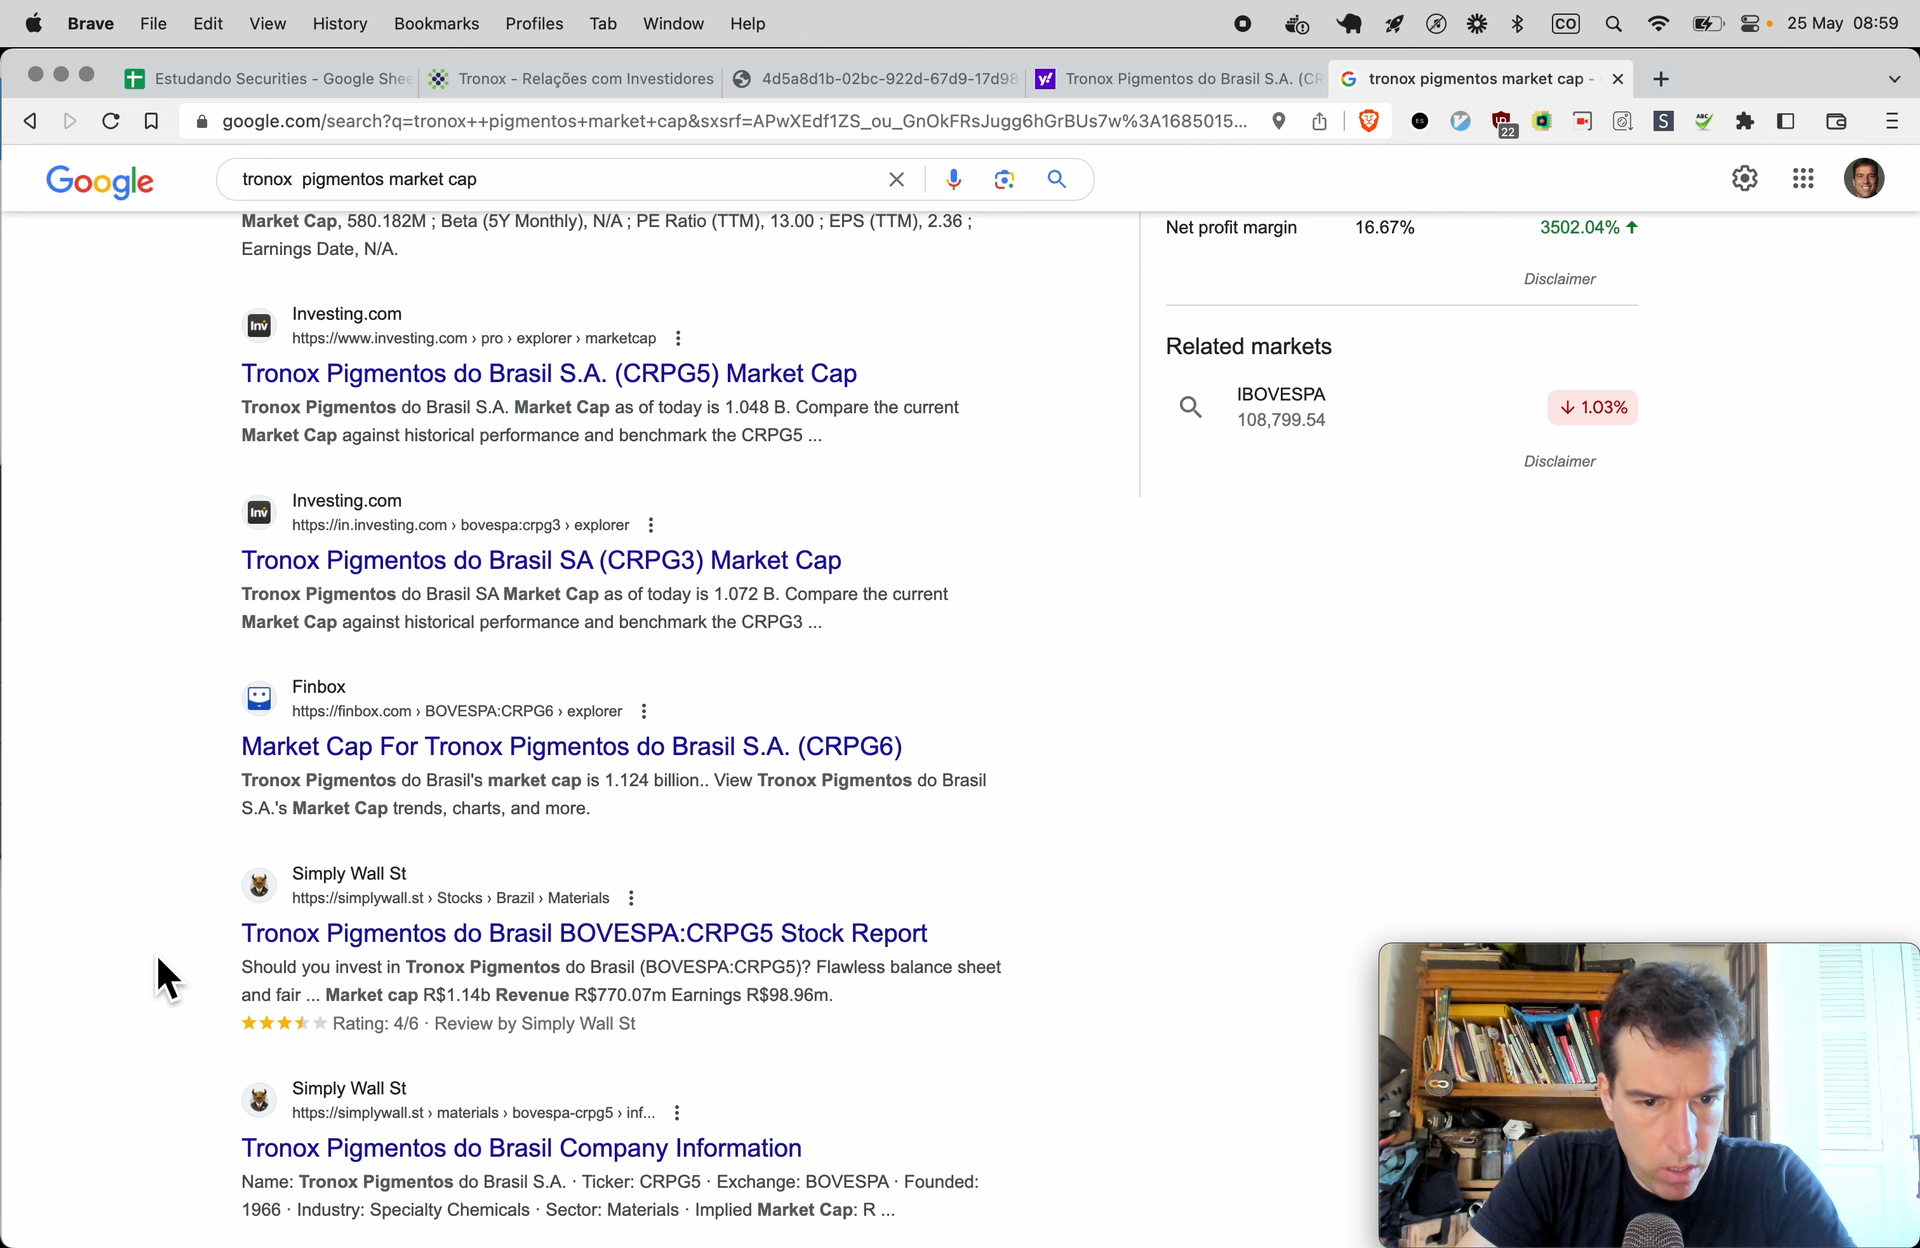 Brave File Edit View History Bookmarks Profiles Tab Window Help CO 25 May 08:59
Estudando Securities - Google Shee Tronox - Relações com Investidores 4d5a8d1b-02bc-922d-67d9-17d98 Tronox Pigmentos do Brasil S.A. (CR tronox pigmentos market cap -
google.com/search?q=tronox++pigmentos+market+cap&sxsrf=APwXEdf1ZS_ou_GnOkFRsJugg6hGrBUs7w%3A1685015... 22
Google tronox pigmentos market cap
Market Cap, 580.182M ; Beta (5Y Monthly), N/A ; PE Ratio (TTM), 13.00 ; EPS (TTM), 2.36 ;
Earnings Date, N/A.
Investing.com
https://www.investing.com › pro › explorer › marketcap
Tronox Pigmentos do Brasil S.A. (CRPG5) Market Cap
Tronox Pigmentos do Brasil S.A. Market Cap as of today is 1.048 B. Compare the current
Market Cap against historical performance and benchmark the CRPG5 ...
Investing.com
https://in.investing.com › bovespa:crpg3 › explorer
Tronox Pigmentos do Brasil SA (CRPG3) Market Cap
Tronox Pigmentos do Brasil SA Market Cap as of today is 1.072 B. Compare the current
Market Cap against historical performance and benchmark the CRPG3 ...
Finbox
https://finbox.com › BOVESPA:CRPG6 › explorer
Market Cap For Tronox Pigmentos do Brasil S.A. (CRPG6)
Tronox Pigmentos do Brasil's market cap is 1.124 billion.. View Tronox Pigmentos do Brasil
S.A.'s Market Cap trends, charts, and more.
Simply Wall St
https://simplywall.st › Stocks › Brazil › Materials
Tronox Pigmentos do Brasil BOVESPA:CRPG5 Stock Report
Should you invest in Tronox Pigmentos do Brasil (BOVESPA:CRPG5)? Flawless balance sheet
and fair ... Market cap R$1.14b Revenue R$770.07m Earnings R$98.96m.
Rating: 4/6 · Review by Simply Wall St
Simply Wall St
https://simplywall.st › materials › bovespa-crpg5 › inf...
Tronox Pigmentos do Brasil Company Information
Name: Tronox Pigmentos do Brasil S.A. · Ticker: CRPG5 · Exchange: BOVESPA · Founded:
1966 · Industry: Specialty Chemicals · Sector: Materials · Implied Market Cap: R ...
Net profit margin 16.67% 3502.04%
Disclaimer
Related markets
IBOVESPA
108,799.54
1.03%
Disclaimer